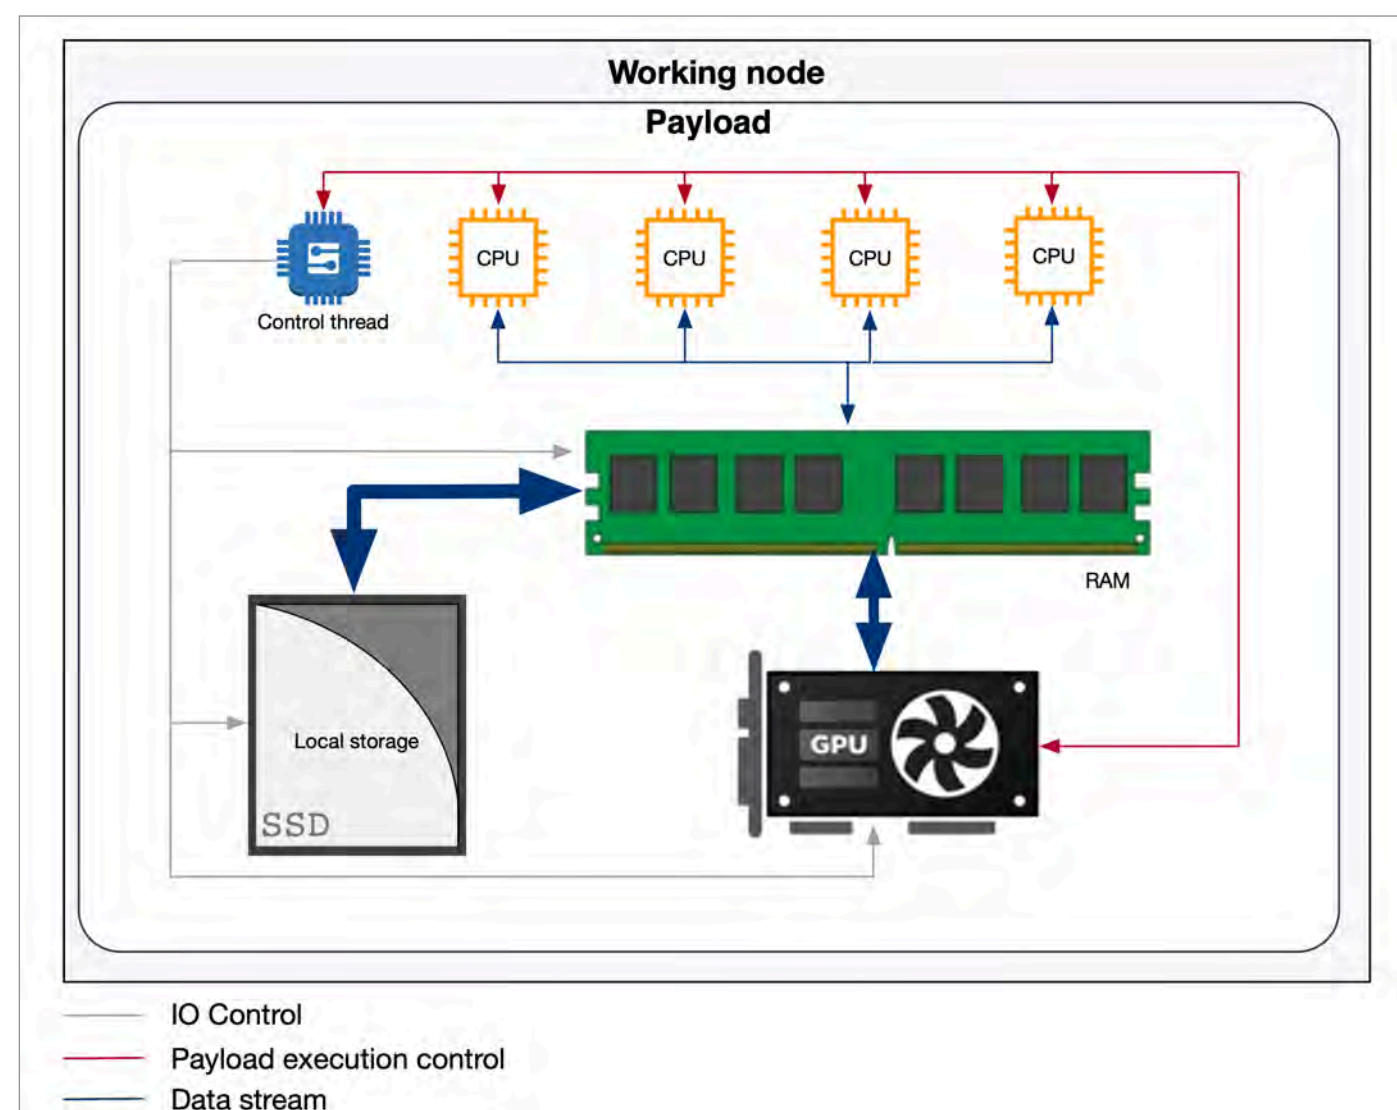 Working node
Payload
CPU
CPU
CPU
CPU
Control thread
RAM
Local storage
GPU
SSD
IO Control
Payload execution control
Data stream